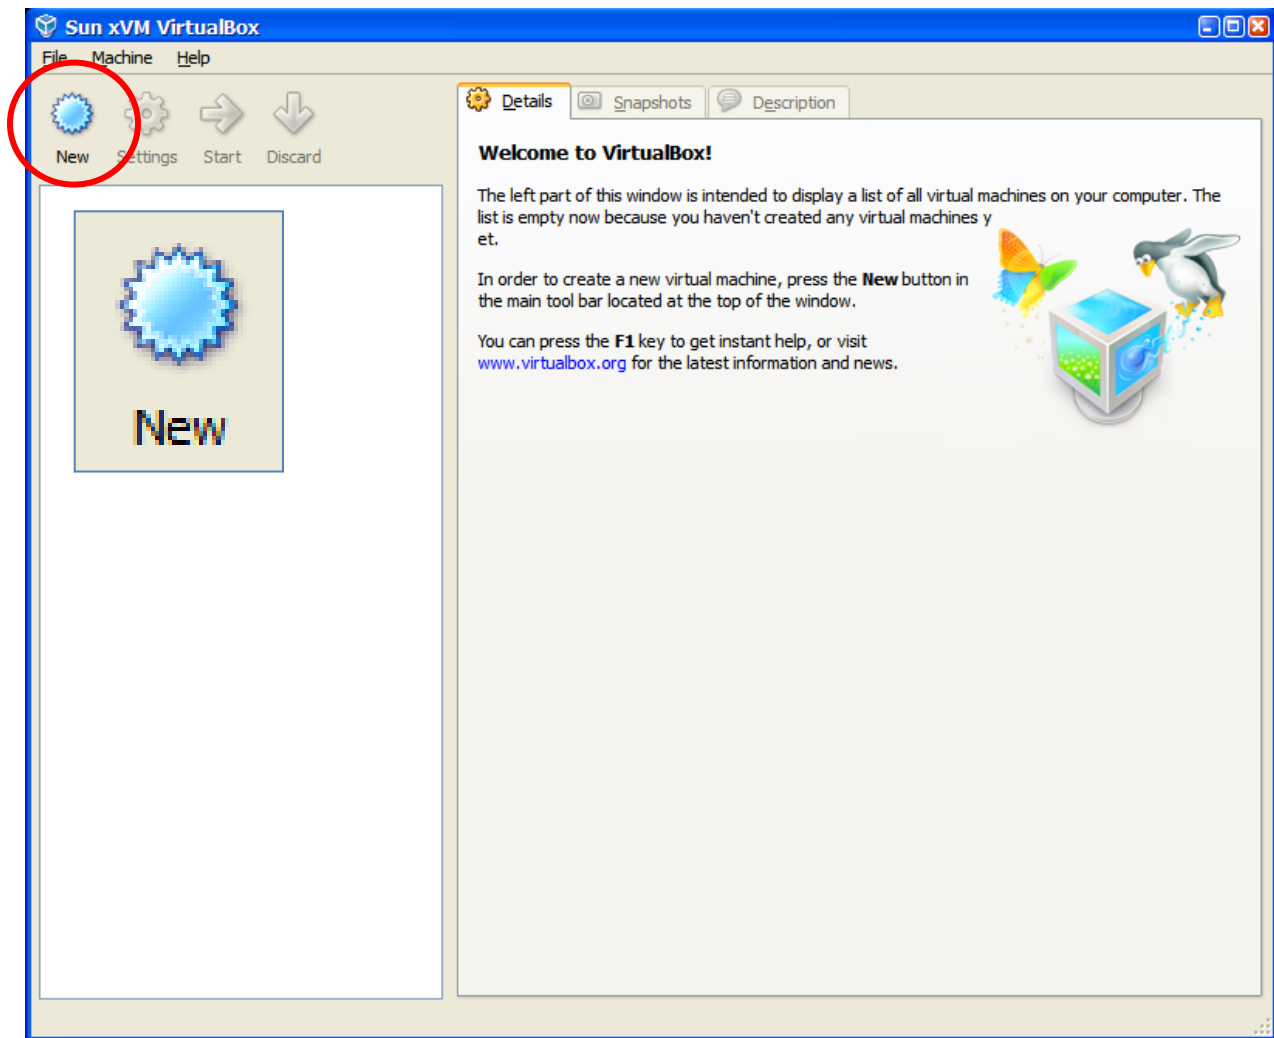 Sun xVM VirtualBox
File Machine Help
New Settings Start Discard
New
Details Snapshots Description
Welcome to VirtualBox!
The left part of this window is intended to display a list of all virtual machines on your computer. The
list is empty now because you haven't created any virtual machines y
et.
In order to create a new virtual machine, press the New button in
the main tool bar located at the top of the window.
You can press the F1 key to get instant help, or visit
www.virtualbox.org for the latest information and news.